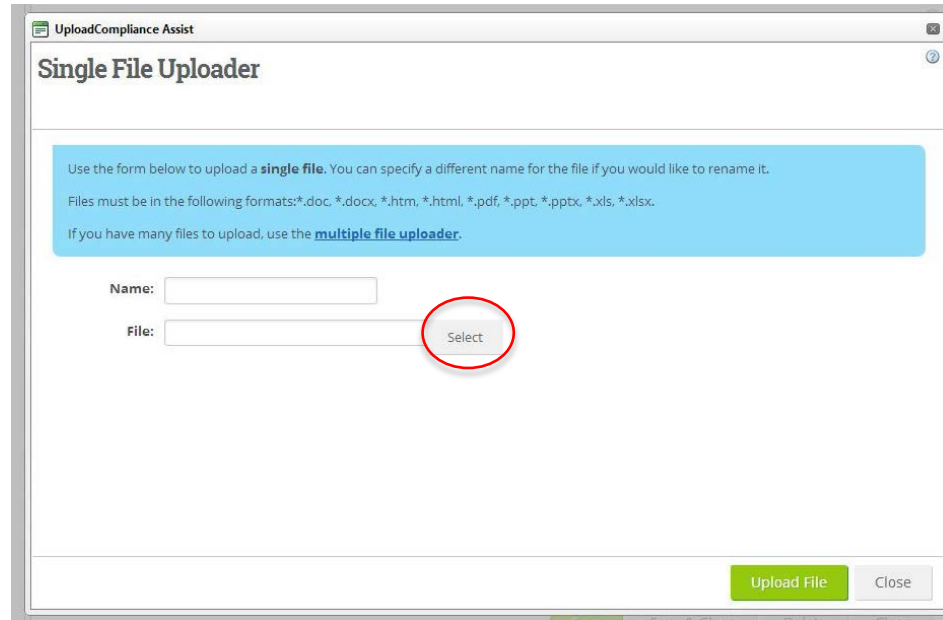 UploadCompliance Assist
Single File Uploader
Use the form below to upload a single file. You can specify a different name for the file if you would like to rename it.
Files must be in the following formats:*.doc, *.docx, *.htm, *.html, *.pdf, *.ppt, *.pptx, *.xls, *.xlsx.
If you have many files to upload, use the multiple file uploader.
Name:
File:
Select
Upload File
Close